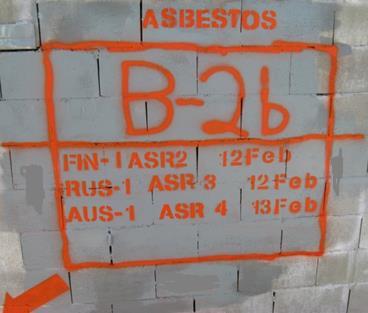 ASBESTOS
B-2b
FIN-1 ASR2 12Feb
RUS-1 ASR 3 12Feb
AUS-1 ASR 4 13Feb